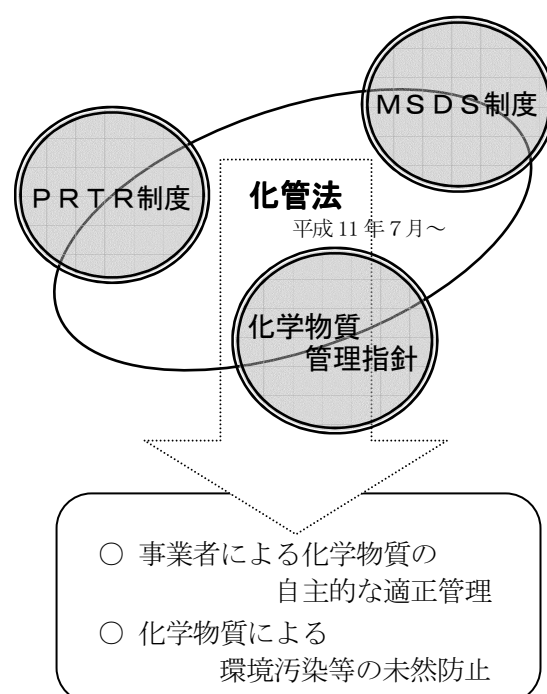 ＭＳＤＳ制度
ＰＲＴＲ制度
化管法
平成11年７月～
化学物質
管理指針
○ 事業者による化学物質の
自主的な適正管理
○ 化学物質による
環境汚染等の未然防止